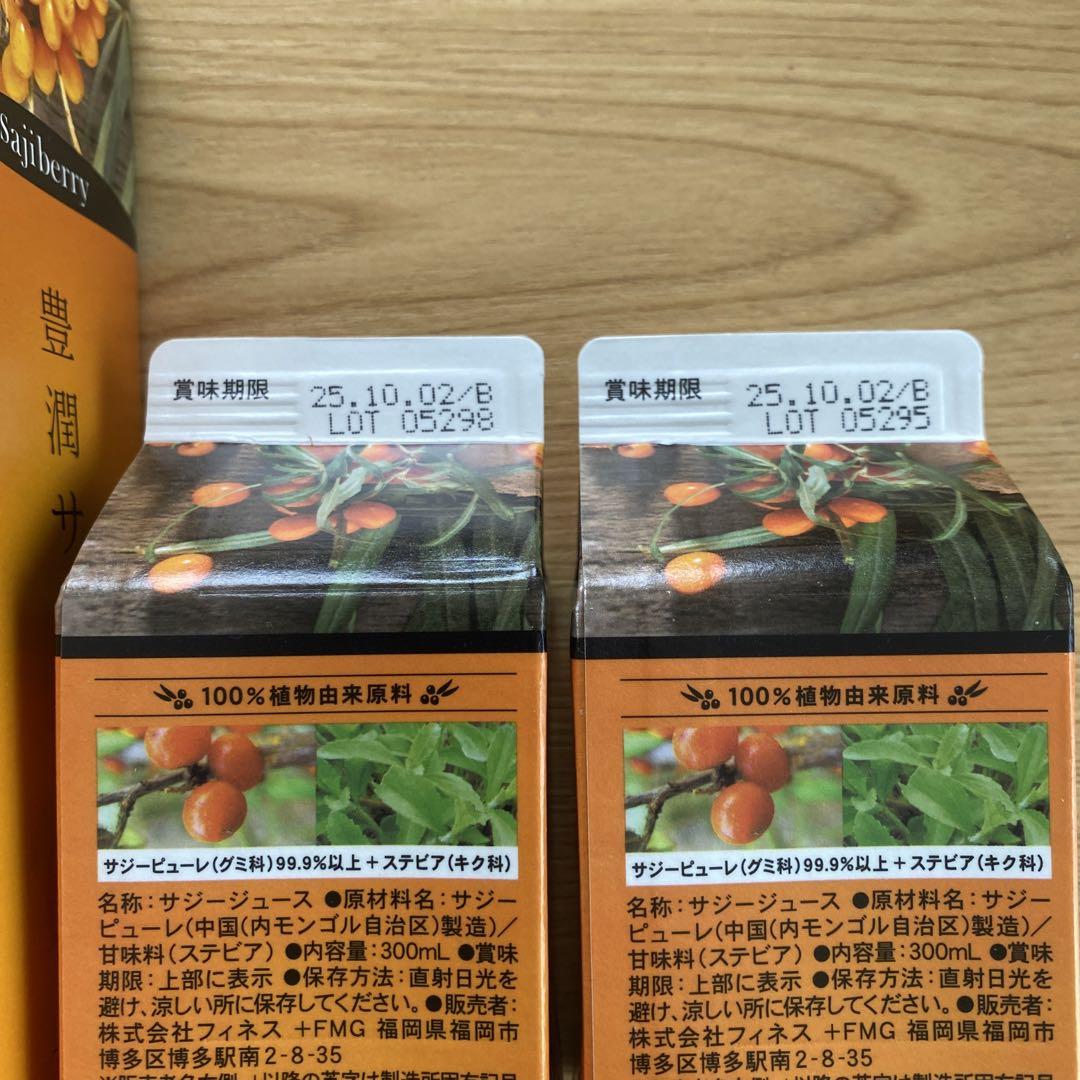 Sajiberry
豊潤サ
賞味期限
25.10.02/B
LOT 05298
100%植物由来原料
サジーピューレ(グミ科)99.9%以上+ステビア(キク科)
名称:サジージュース ●原材料名:サジー
ピューレ(中国(内モンゴル自治区)製造)/
甘味料(ステビア) ●内容量:300mL ●賞味
期限:上部に表示 ●保存方法:直射日光を
避け、涼しい所に保存してください。●販売者:
株式会社フィネス +FMG 福岡県福岡市
博多区博多駅南2-8-35
賞味期限
25.10.02/B
LOT 05295
100%植物由来原料
サジーピューレ(グミ科)99.9%以上+ステビア(キク科)
名称:サジージュース ●原材料名:サジー
ピューレ(中国(内モンゴル自治区)製造)/
甘味料(ステビア) ●内容量:300mL ●賞味
期限:上部に表示 ●保存方法:直射日光を
避け、涼しい所に保存してください。●販売者:
株式会社フィネス +FMG 福岡県福岡市
博多区博多駅南2-8-35